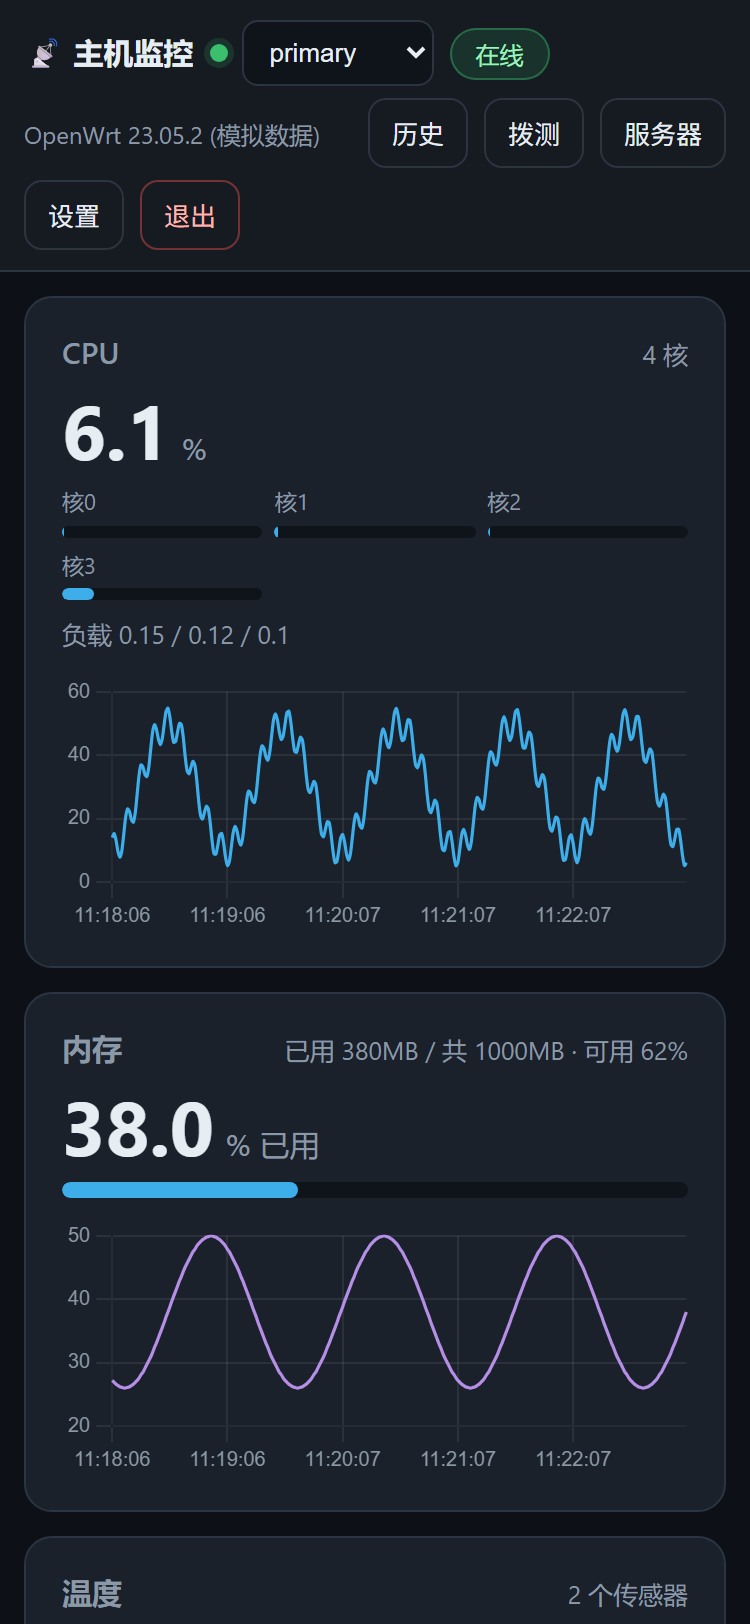 主机监控 primary 在线
OpenWrt 23.05.2 (模拟数据) 历史 拨测 服务器
设置 退出
CPU 4 核
6.1 %
核0 核1 核2
核3
负载 0.15 / 0.12 / 0.1
60
40
20
0
11:18:06 11:19:06 11:20:07 11:21:07 11:22:07
内存 已用 380MB / 共 1000MB · 可用 62%
38.0 % 已用
50
40
30
20
11:18:06 11:19:06 11:20:07 11:21:07 11:22:07
温度 2 个传感器